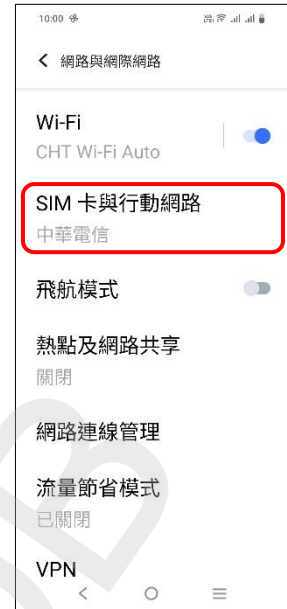 10:00
網路與網際網路
Wi-Fi
CHT Wi-Fi Auto
SIM 卡與行動網路
中華電信
飛航模式
熱點及網路共享
關閉
網路連線管理
流量節省模式
已關閉
VPN